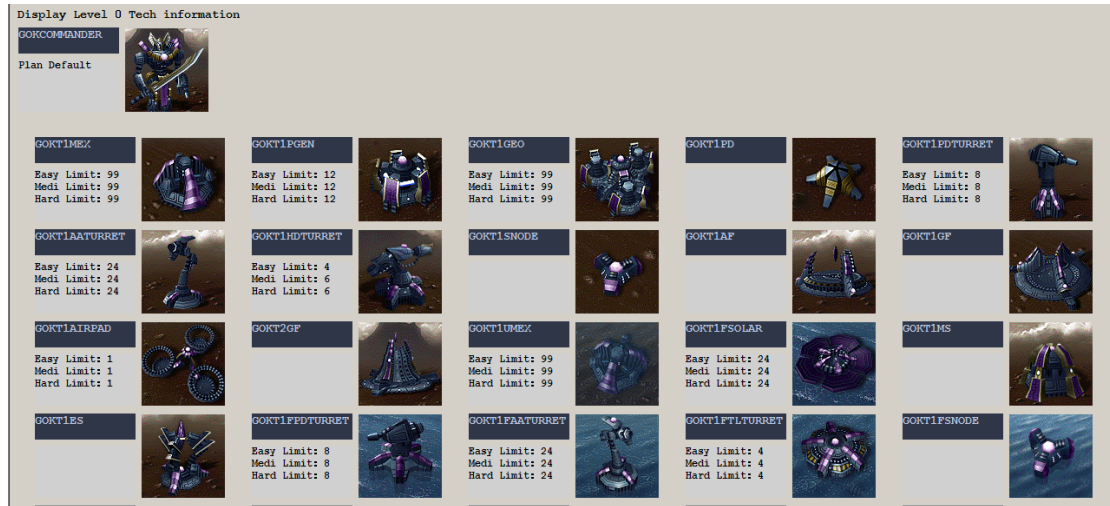 Display Level 0 Tech information
GOKCOMMANDER
Plan Default
GOKT1MEX
Easy Limit: 99
Medi Limit: 99
Hard Limit: 99
GOKT1PGEN
Easy Limit: 12
Medi Limit: 12
Hard Limit: 12
GOKT1GEO
Easy Limit: 99
Medi Limit: 99
Hard Limit: 99
GOKT1PD
GOKT1PDTURRET
Easy Limit: 8
Medi Limit: 8
Hard Limit: 8
GOKT1AATURRET
Easy Limit: 24
Medi Limit: 24
Hard Limit: 24
GOKT1HDTURRET
Easy Limit: 4
Medi Limit: 6
Hard Limit: 6
GOKT1SNODE
GOKT1AF
GOKT1GF
GOKT1AIRPAD
Easy Limit: 1
Medi Limit: 1
Hard Limit: 1
GOKT2GF
GOKT1UMEX
Easy Limit: 99
Medi Limit: 99
Hard Limit: 99
GOKT1FSOLAR
Easy Limit: 24
Medi Limit: 24
Hard Limit: 24
GOKT1MS
GOKT1ES
GOKT1FPDTURRET
Easy Limit: 8
Medi Limit: 8
Hard Limit: 8
GOKT1FAATURRET
Easy Limit: 24
Medi Limit: 24
Hard Limit: 24
GOKT1FTLTURRET
Easy Limit: 4
Medi Limit: 4
Hard Limit: 4
GOKT1FSNODE